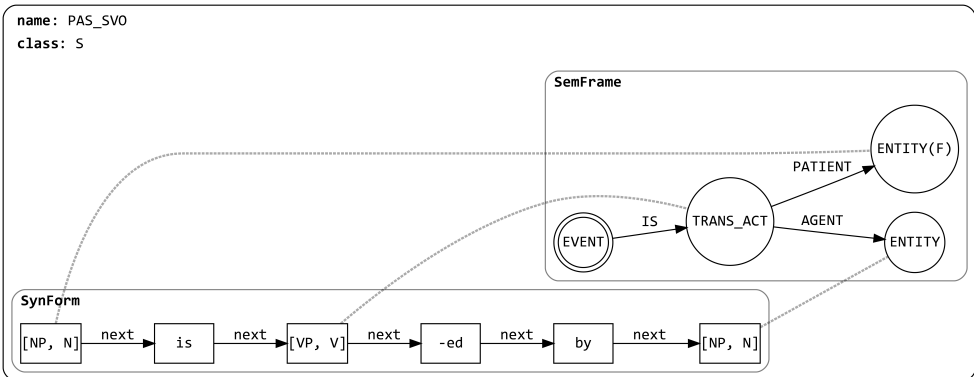 name: PAS_SVO
class: S
SemFrame
ENTITY(F)
PATIENT
IS
TRANS_ACT
AGENT
EVENT
ENTITY
SynForm
[NP, N] next is next [VP, V] next -ed next by next [NP, N]